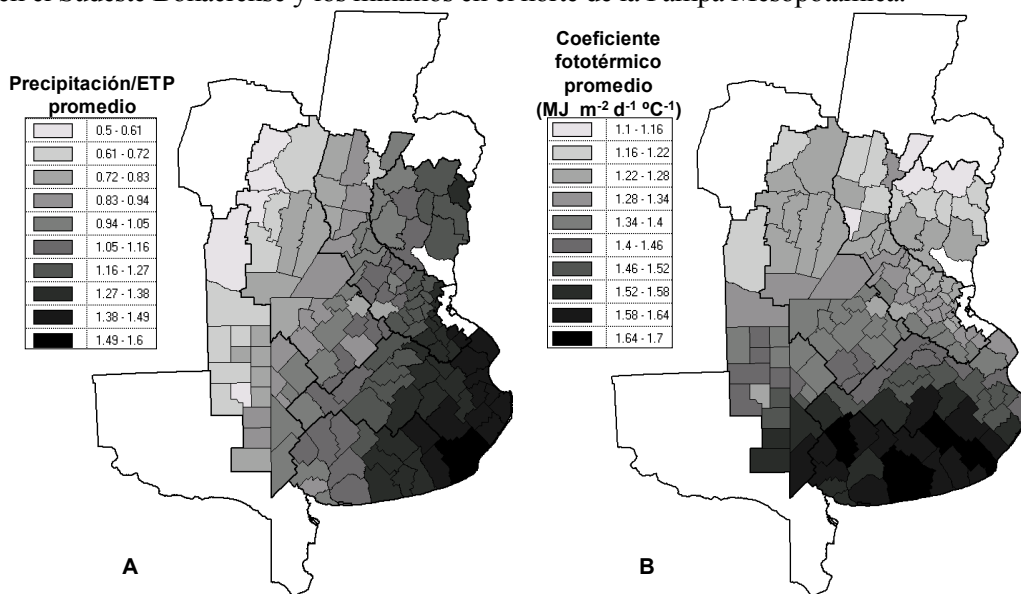 en el Sudeste Bonaerense y los mínimos en el norte de la Pampa Mesopotámica.
Precipitación/ETP
promedio
0.5 - 0.61
0.61 - 0.72
0.72 - 0.83
0.83 - 0.94
0.94 - 1.05
1.05 - 1.16
1.16 - 1.27
1.27 - 1.38
1.38 - 1.49
1.49 - 1.6
A
Coeficiente
fototérmico
promedio
(MJ m-2 d-1 ºC-1)
1.1 - 1.16
1.16 - 1.22
1.22 - 1.28
1.28 - 1.34
1.34 - 1.4
1.4 - 1.46
1.46 - 1.52
1.52 - 1.58
1.58 - 1.64
1.64 - 1.7
B